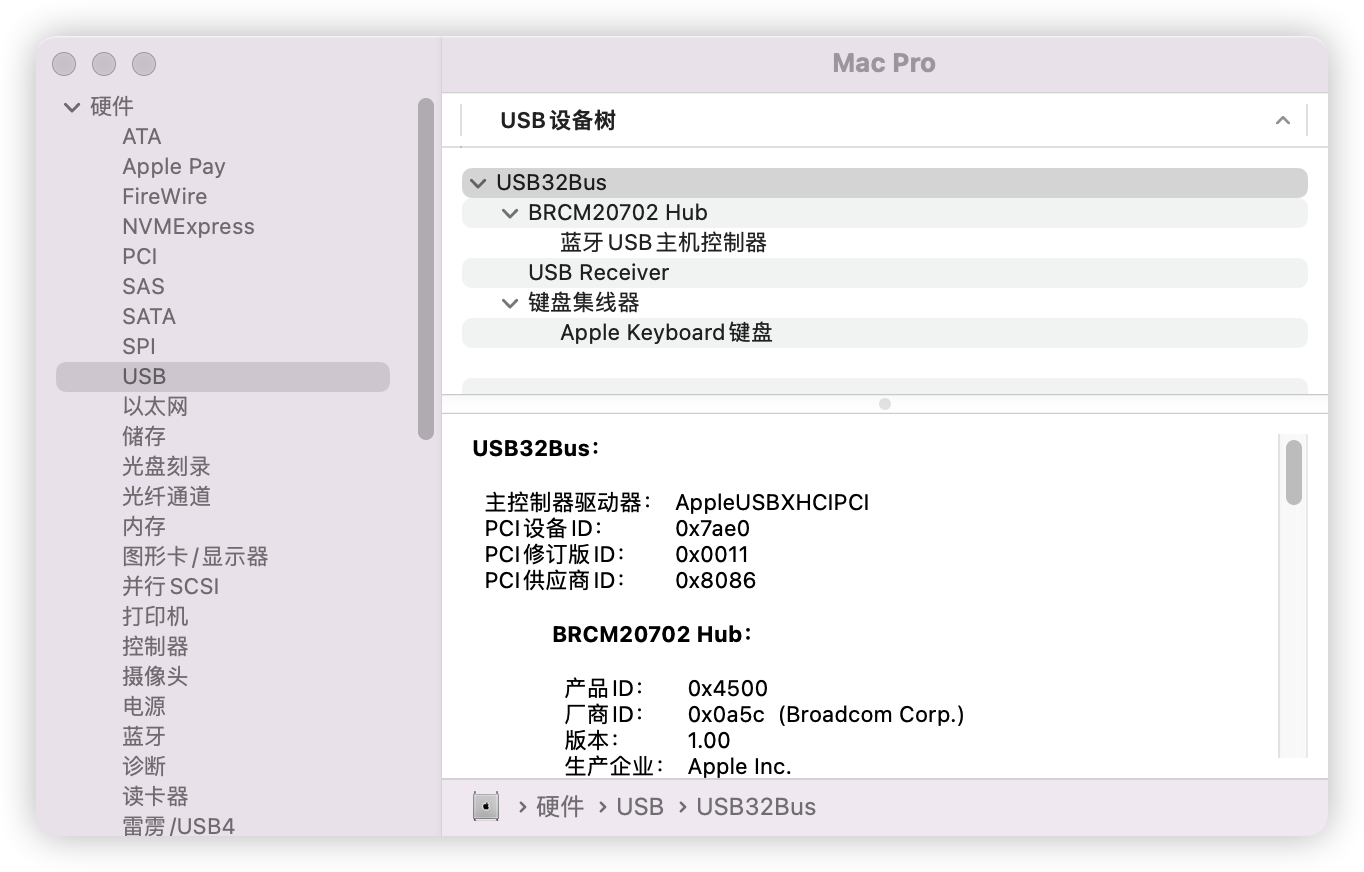 Mac Pro
硬件
ATA
Apple Pay
FireWire
NVMExpress
PCI
SAS
SATA
SPI
USB
以太网
储存
光盘刻录
光纤通道
内存
图形卡/显示器
并行SCSI
打印机
控制器
摄像头
电源
蓝牙
诊断
读卡器
雷雳/USB4
USB设备树
USB32Bus
BRCM20702 Hub
蓝牙USB主机控制器
USB Receiver
键盘集线器
Apple Keyboard键盘
USB32Bus：
主控制器驱动器： AppleUSBXHCIPCI
PCI设备ID： 0x7ae0
PCI修订版ID： 0x0011
PCI供应商ID： 0x8086
BRCM20702 Hub：
产品ID： 0x4500
厂商ID： 0x0a5c (Broadcom Corp.)
版本： 1.00
生产企业： Apple Inc.
› 硬件 › USB › USB32Bus